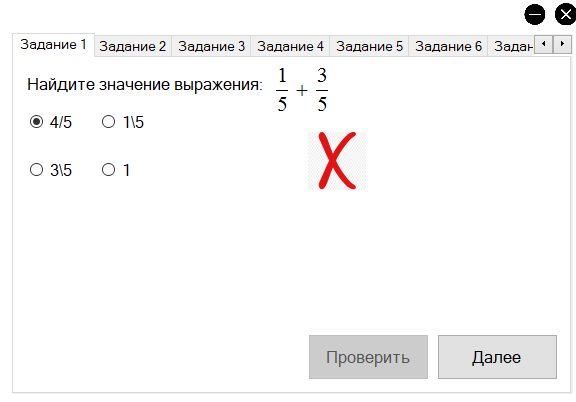 Задание 1 Задание 2 Задание 3 Задание 4 Задание 5 Задание 6
Найдите значение выражения: 1/5 + 3/5
4/5 1\5
3\5 1
Проверить Далее